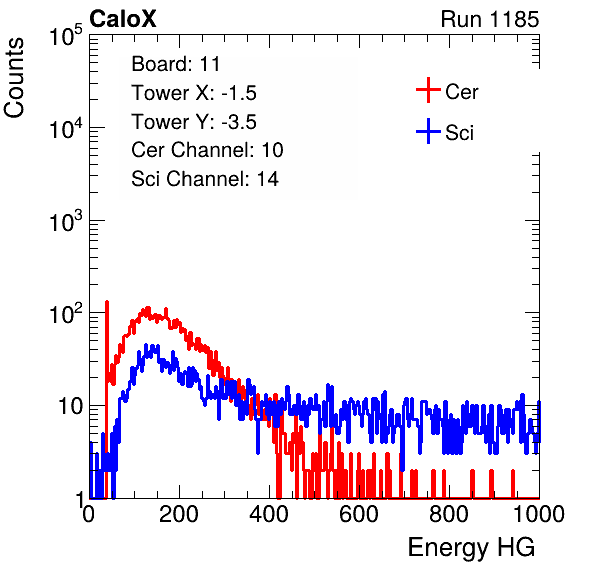 CaloX Run 1185
Counts
10^5
10^4
10^3
10^2
10
1
Board: 11
Tower X: -1.5
Tower Y: -3.5
Cer Channel: 10
Sci Channel: 14
Cer
Sci
0 200 400 600 800 1000
Energy HG